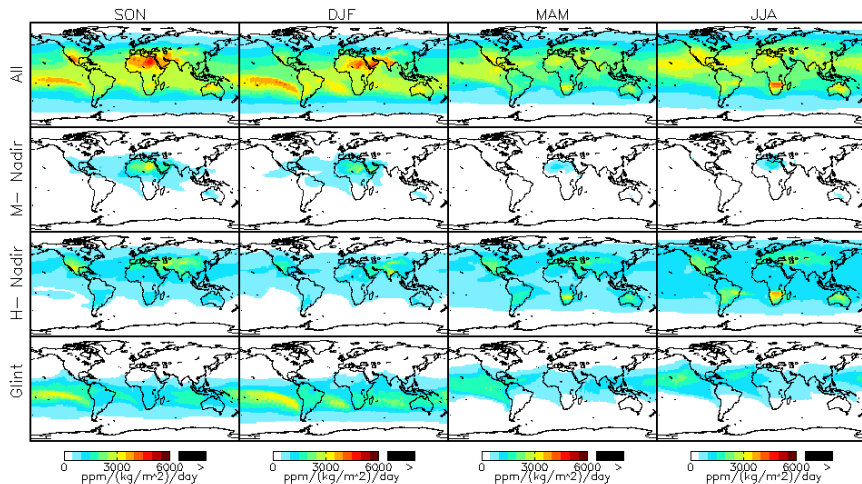 SON DJF MAM JJA
All
M- Nadir
H- Nadir
Glint
0 3000 6000 > 0 3000 6000 > 0 3000 6000 > 0 3000 6000 >
ppm/(kg/m^2)/day ppm/(kg/m^2)/day ppm/(kg/m^2)/day ppm/(kg/m^2)/day